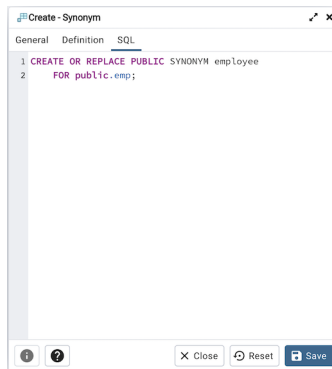 Create - Synonym
General Definition SQL
1 CREATE OR REPLACE PUBLIC SYNONYM employee
2 FOR public.emp;
Close Reset Save